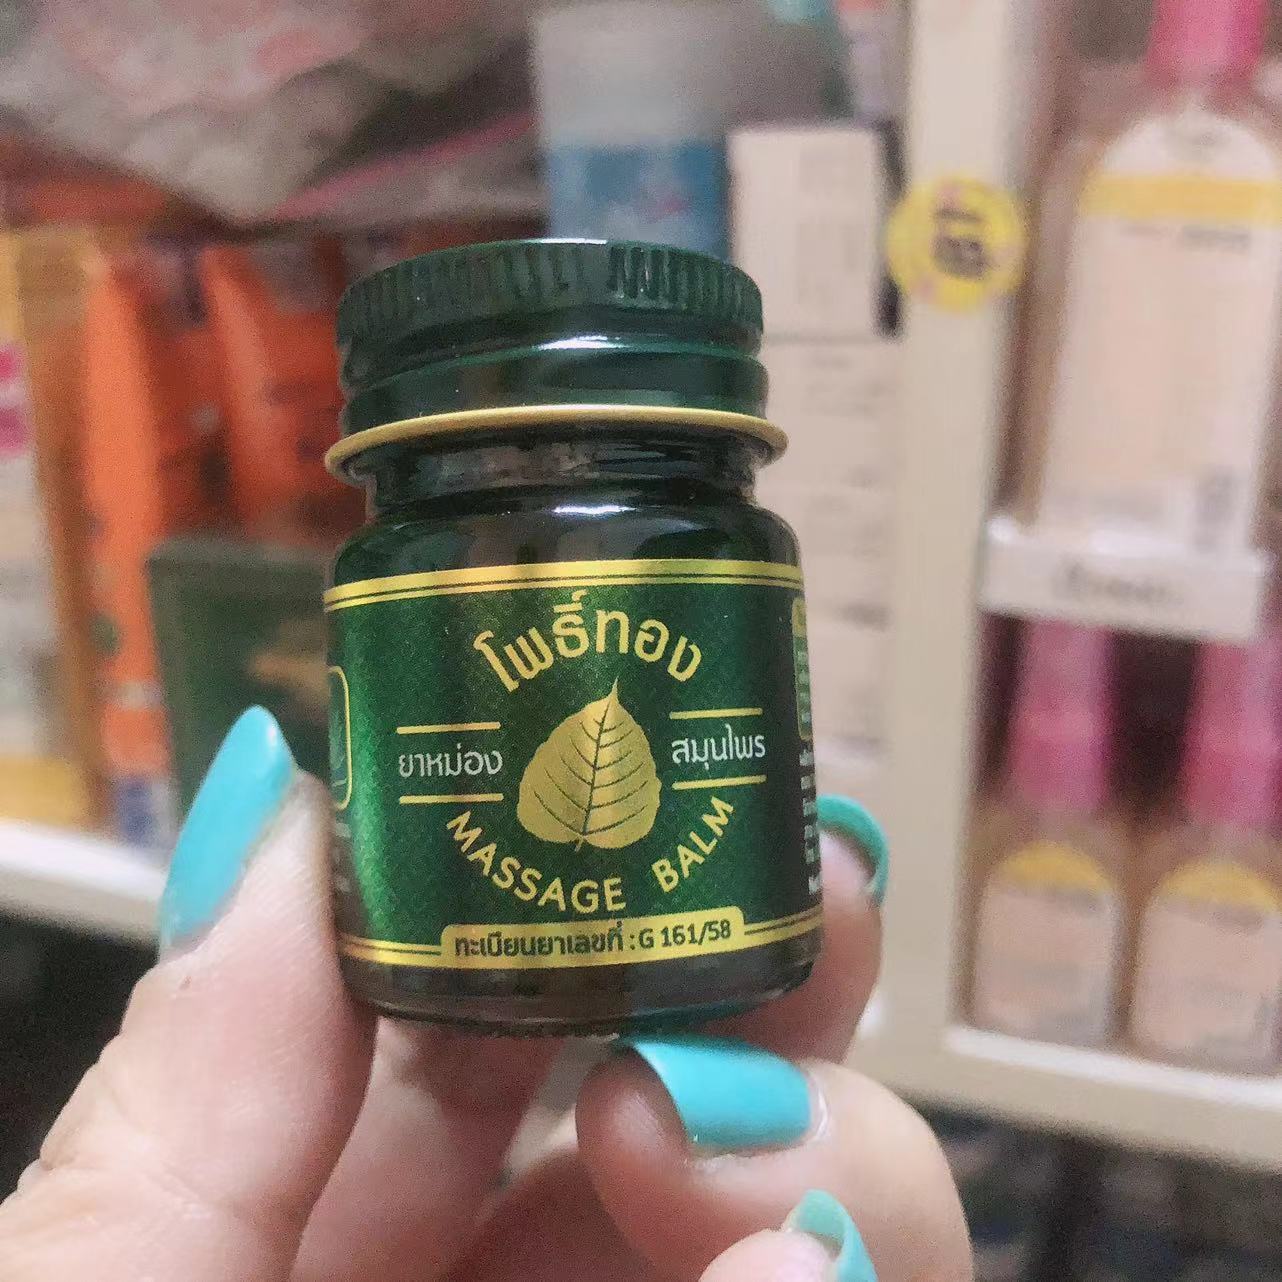 โพธิ์ทอง
ยาหม่อง
สมุนไพร
MASSAGE BALM
ทะเบียนยาเลขที่ : G 161/58